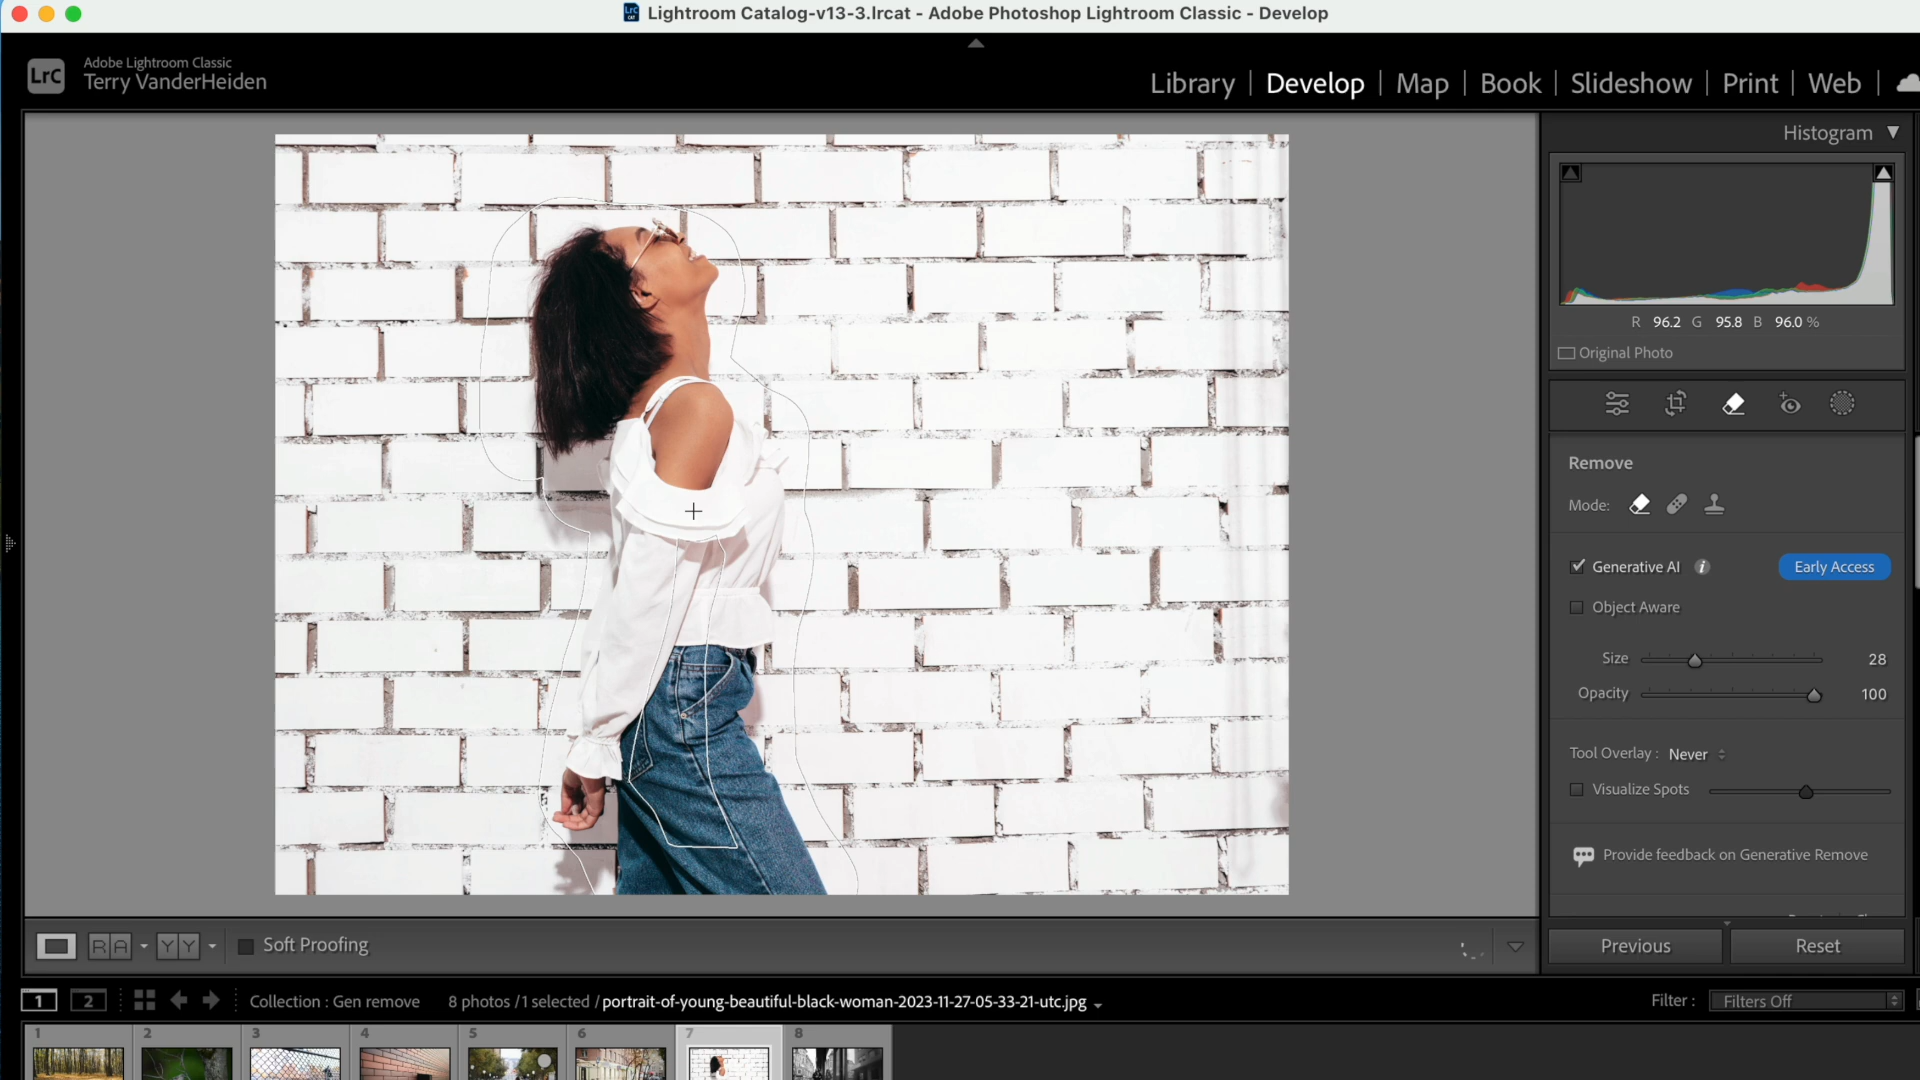 Lightroom Catalog-v13-3.lrcat - Adobe Photoshop Lightroom Classic - Develop
LrC
Adobe Lightroom Classic
Terry VanderHeiden
Library | Develop | Map | Book | Slideshow | Print | Web |
Histogram
R 96.2 G 95.8 B 96.0 %
Original Photo
Remove
Mode:
Generative AI
Early Access
Object Aware
Size 28
Opacity 100
Tool Overlay : Never
Visualize Spots
Provide feedback on Generative Remove
R A Y Y Soft Proofing
Previous Reset
1 2 Collection : Gen remove 8 photos / 1 selected / portrait-of-young-beautiful-black-woman-2023-11-27-05-33-21-utc.jpg Filter : Filters Off
1 2 3 4 5 6 7 8